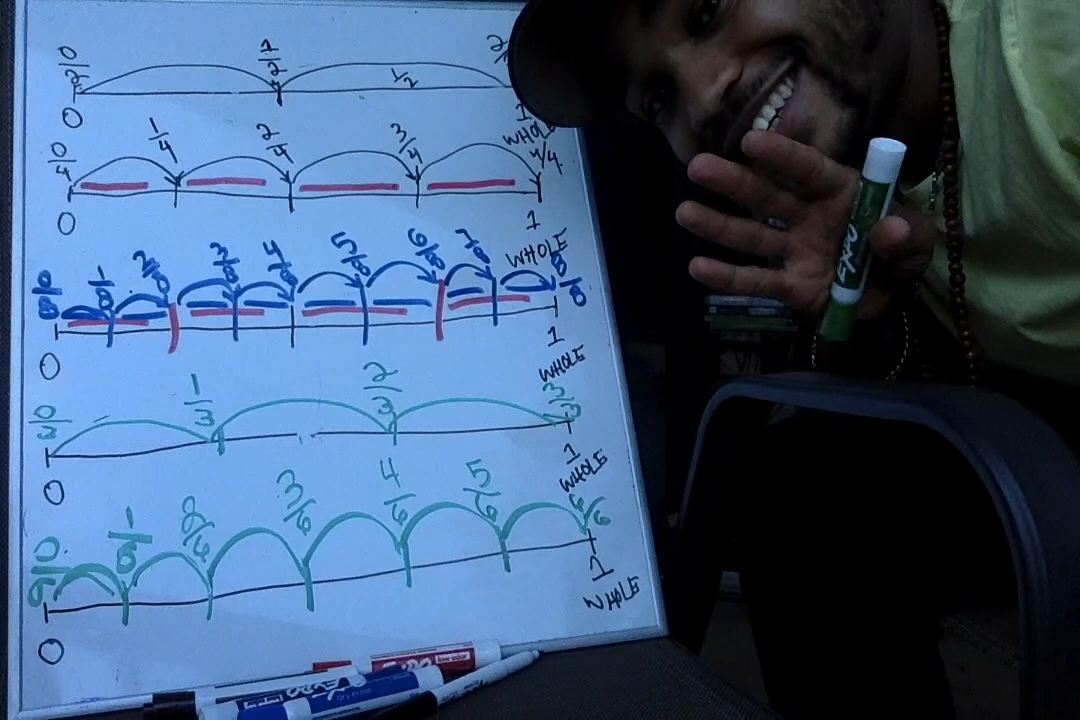 0/2 1/2 2/2
1/2
0 1 WHOLE
0/4 1/4 2/4 3/4 4/4
0 1 WHOLE
0/8 1/8 2/8 3/8 4/8 5/8 6/8 7/8 8/8
0 1 WHOLE
0/3 1/3 2/3 3/3
0 1 WHOLE
0/6 1/6 2/6 3/6 4/6 5/6 6/6
0 1 WHOLE
EXPO
EXPO
low odor